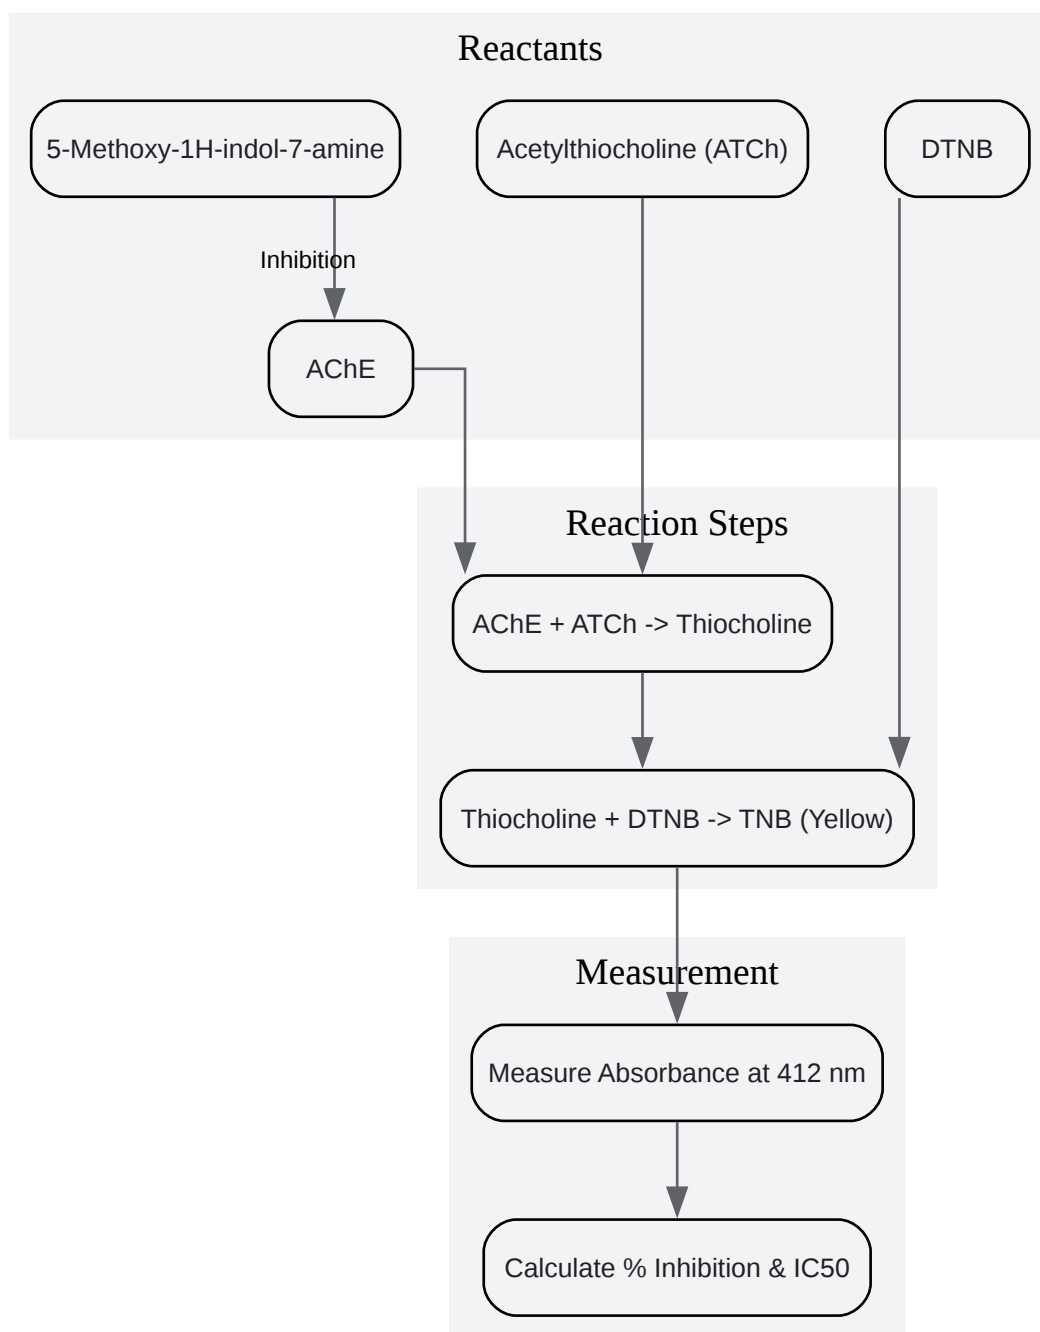 Reactants
5-Methoxy-1H-indol-7-amine
Acetylthiocholine (ATCh)
DTNB
Inhibition
AChE
Reaction Steps
AChE + ATCh -> Thiocholine
Thiocholine + DTNB -> TNB (Yellow)
Measurement
Measure Absorbance at 412 nm
Calculate % Inhibition & IC50